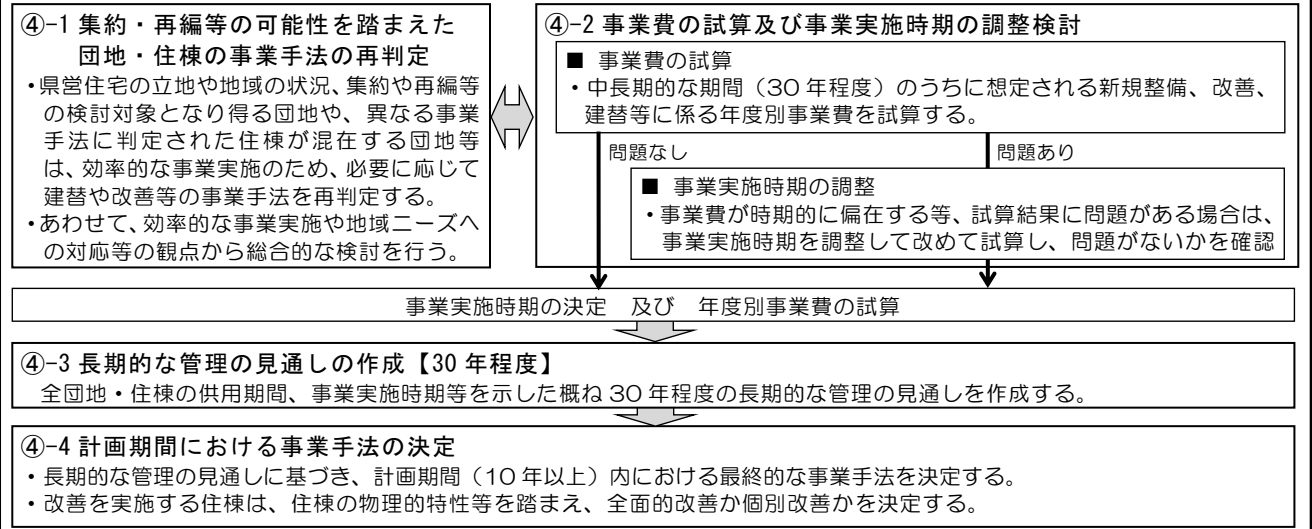 ④-1 集約・再編等の可能性を踏まえた
団地・住棟の事業手法の再判定
・県営住宅の立地や地域の状況、集約や再編等
の検討対象となり得る団地や、異なる事業
手法に判定された住棟が混在する団地等
は、効率的な事業実施のため、必要に応じて
建替や改善等の事業手法を再判定する。
・あわせて、効率的な事業実施や地域ニーズへ
の対応等の観点から総合的な検討を行う。
④-2 事業費の試算及び事業実施時期の調整検討
■ 事業費の試算
・中長期的な期間（30 年程度）のうちに想定される新規整備、改善、
建替等に係る年度別事業費を試算する。
問題なし
問題あり
■ 事業実施時期の調整
・事業費が時期的に偏在する等、試算結果に問題がある場合は、
事業実施時期を調整して改めて試算し、問題がないかを確認
事業実施時期の決定　及び　年度別事業費の試算
④-3 長期的な管理の見通しの作成【30 年程度】
全団地・住棟の供用期間、事業実施時期等を示した概ね 30 年程度の長期的な管理の見通しを作成する。
④-4 計画期間における事業手法の決定
・長期的な管理の見通しに基づき、計画期間（10 年以上）内における最終的な事業手法を決定する。
・改善を実施する住棟は、住棟の物理的特性等を踏まえ、全面的改善か個別改善かを決定する。